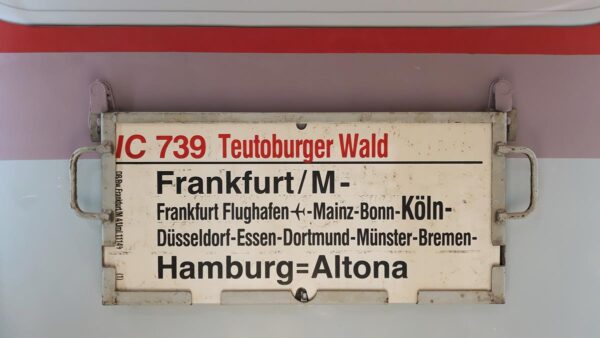 IC 739 Teutoburger Wald
Frankfurt/M-
Frankfurt Flughafen ✈-Mainz-Bonn-Köln-
Düsseldorf-Essen-Dortmund-Münster-Bremen-
Hamburg=Altona